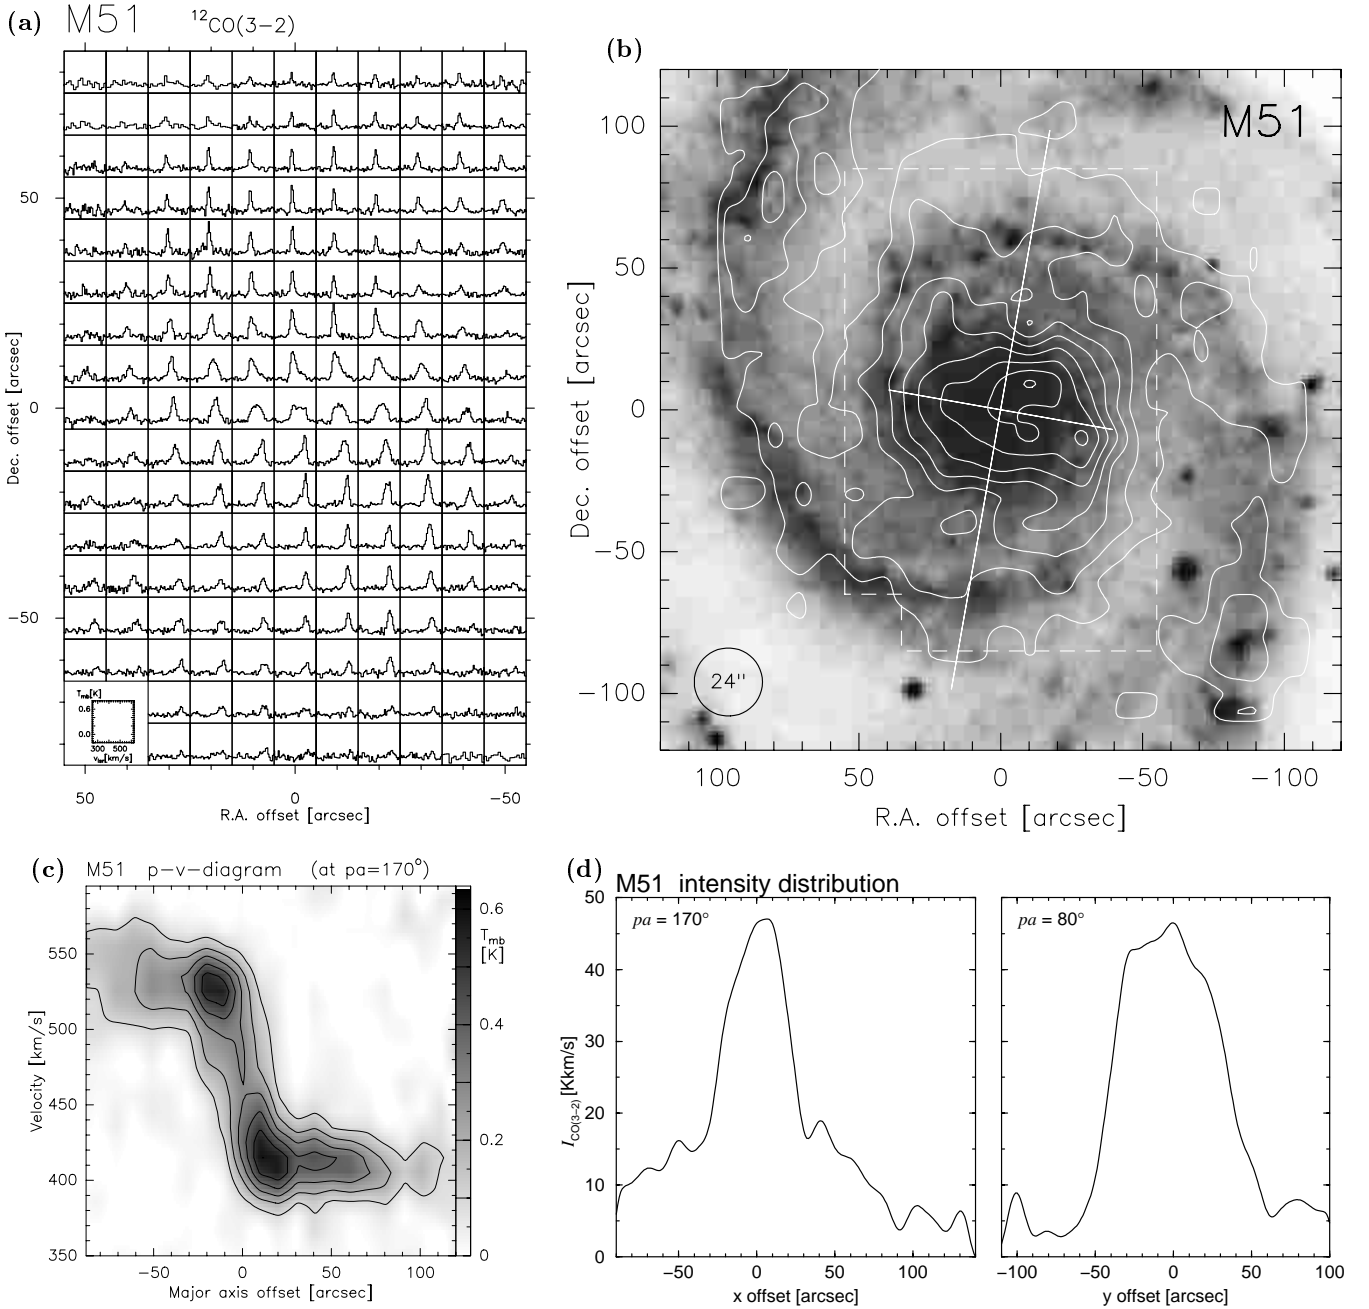 (a) M51 ¹²CO(3−2)
50
0
−50
Dec. offset [arcsec]
Tmb[K]
0.6
0.0
300 500
vlsr[km/s]
50 0 −50
R.A. offset [arcsec]
(b)
M51
100
50
0
−50
−100
Dec. offset [arcsec]
24"
100 50 0 −50 −100
R.A. offset [arcsec]
(c) M51 p−v−diagram (at pa=170°)
550
500
450
400
350
Velocity [km/s]
0.6
Tmb
[K]
0.4
0.2
0
−50 0 50 100
Major axis offset [arcsec]
(d) M51 intensity distribution
50
40
30
20
10
0
I CO(3−2) [Kkm/s]
pa = 170°
−50 0 50 100
x offset [arcsec]
pa = 80°
−100 −50 0 50 100
y offset [arcsec]